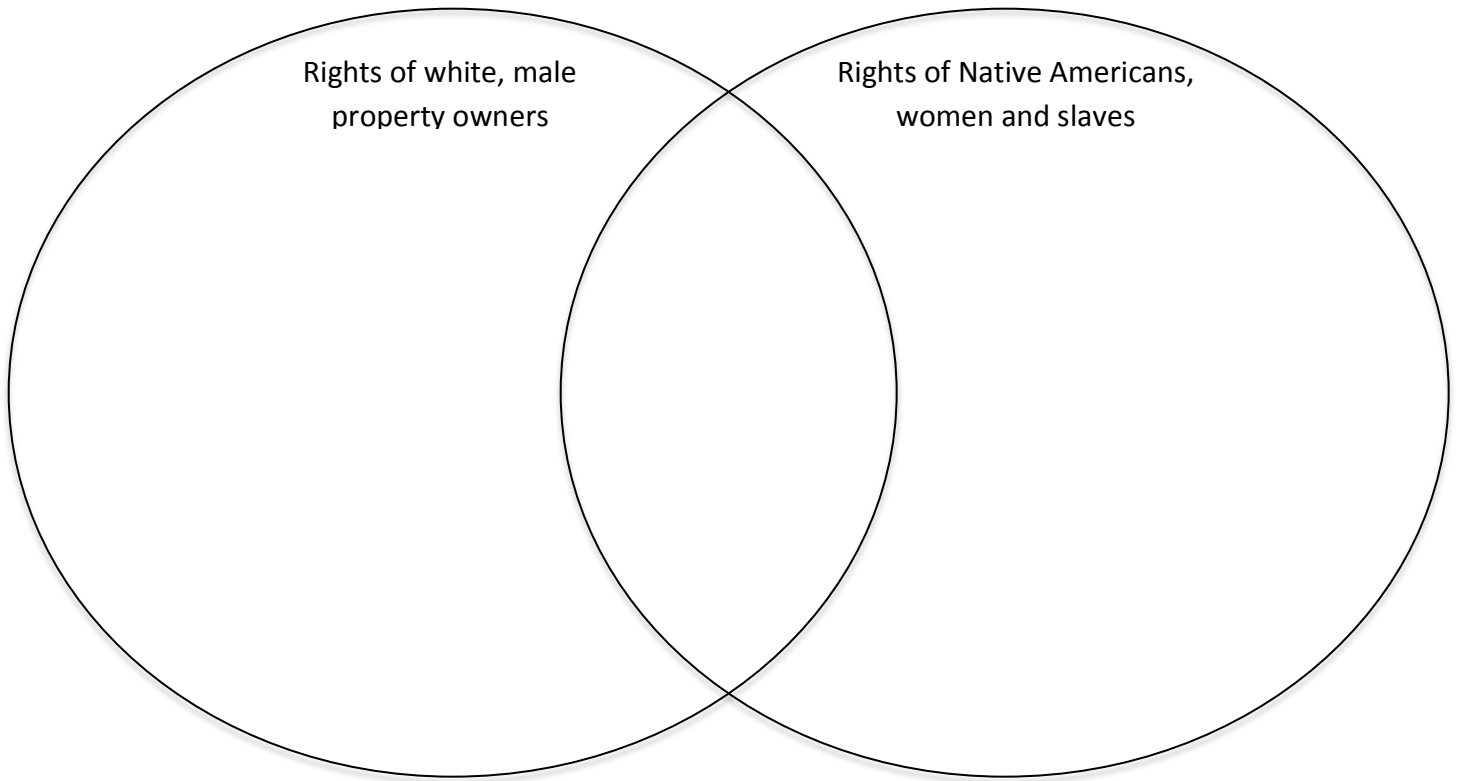 Rights of white, male
property owners
Rights of Native Americans,
women and slaves